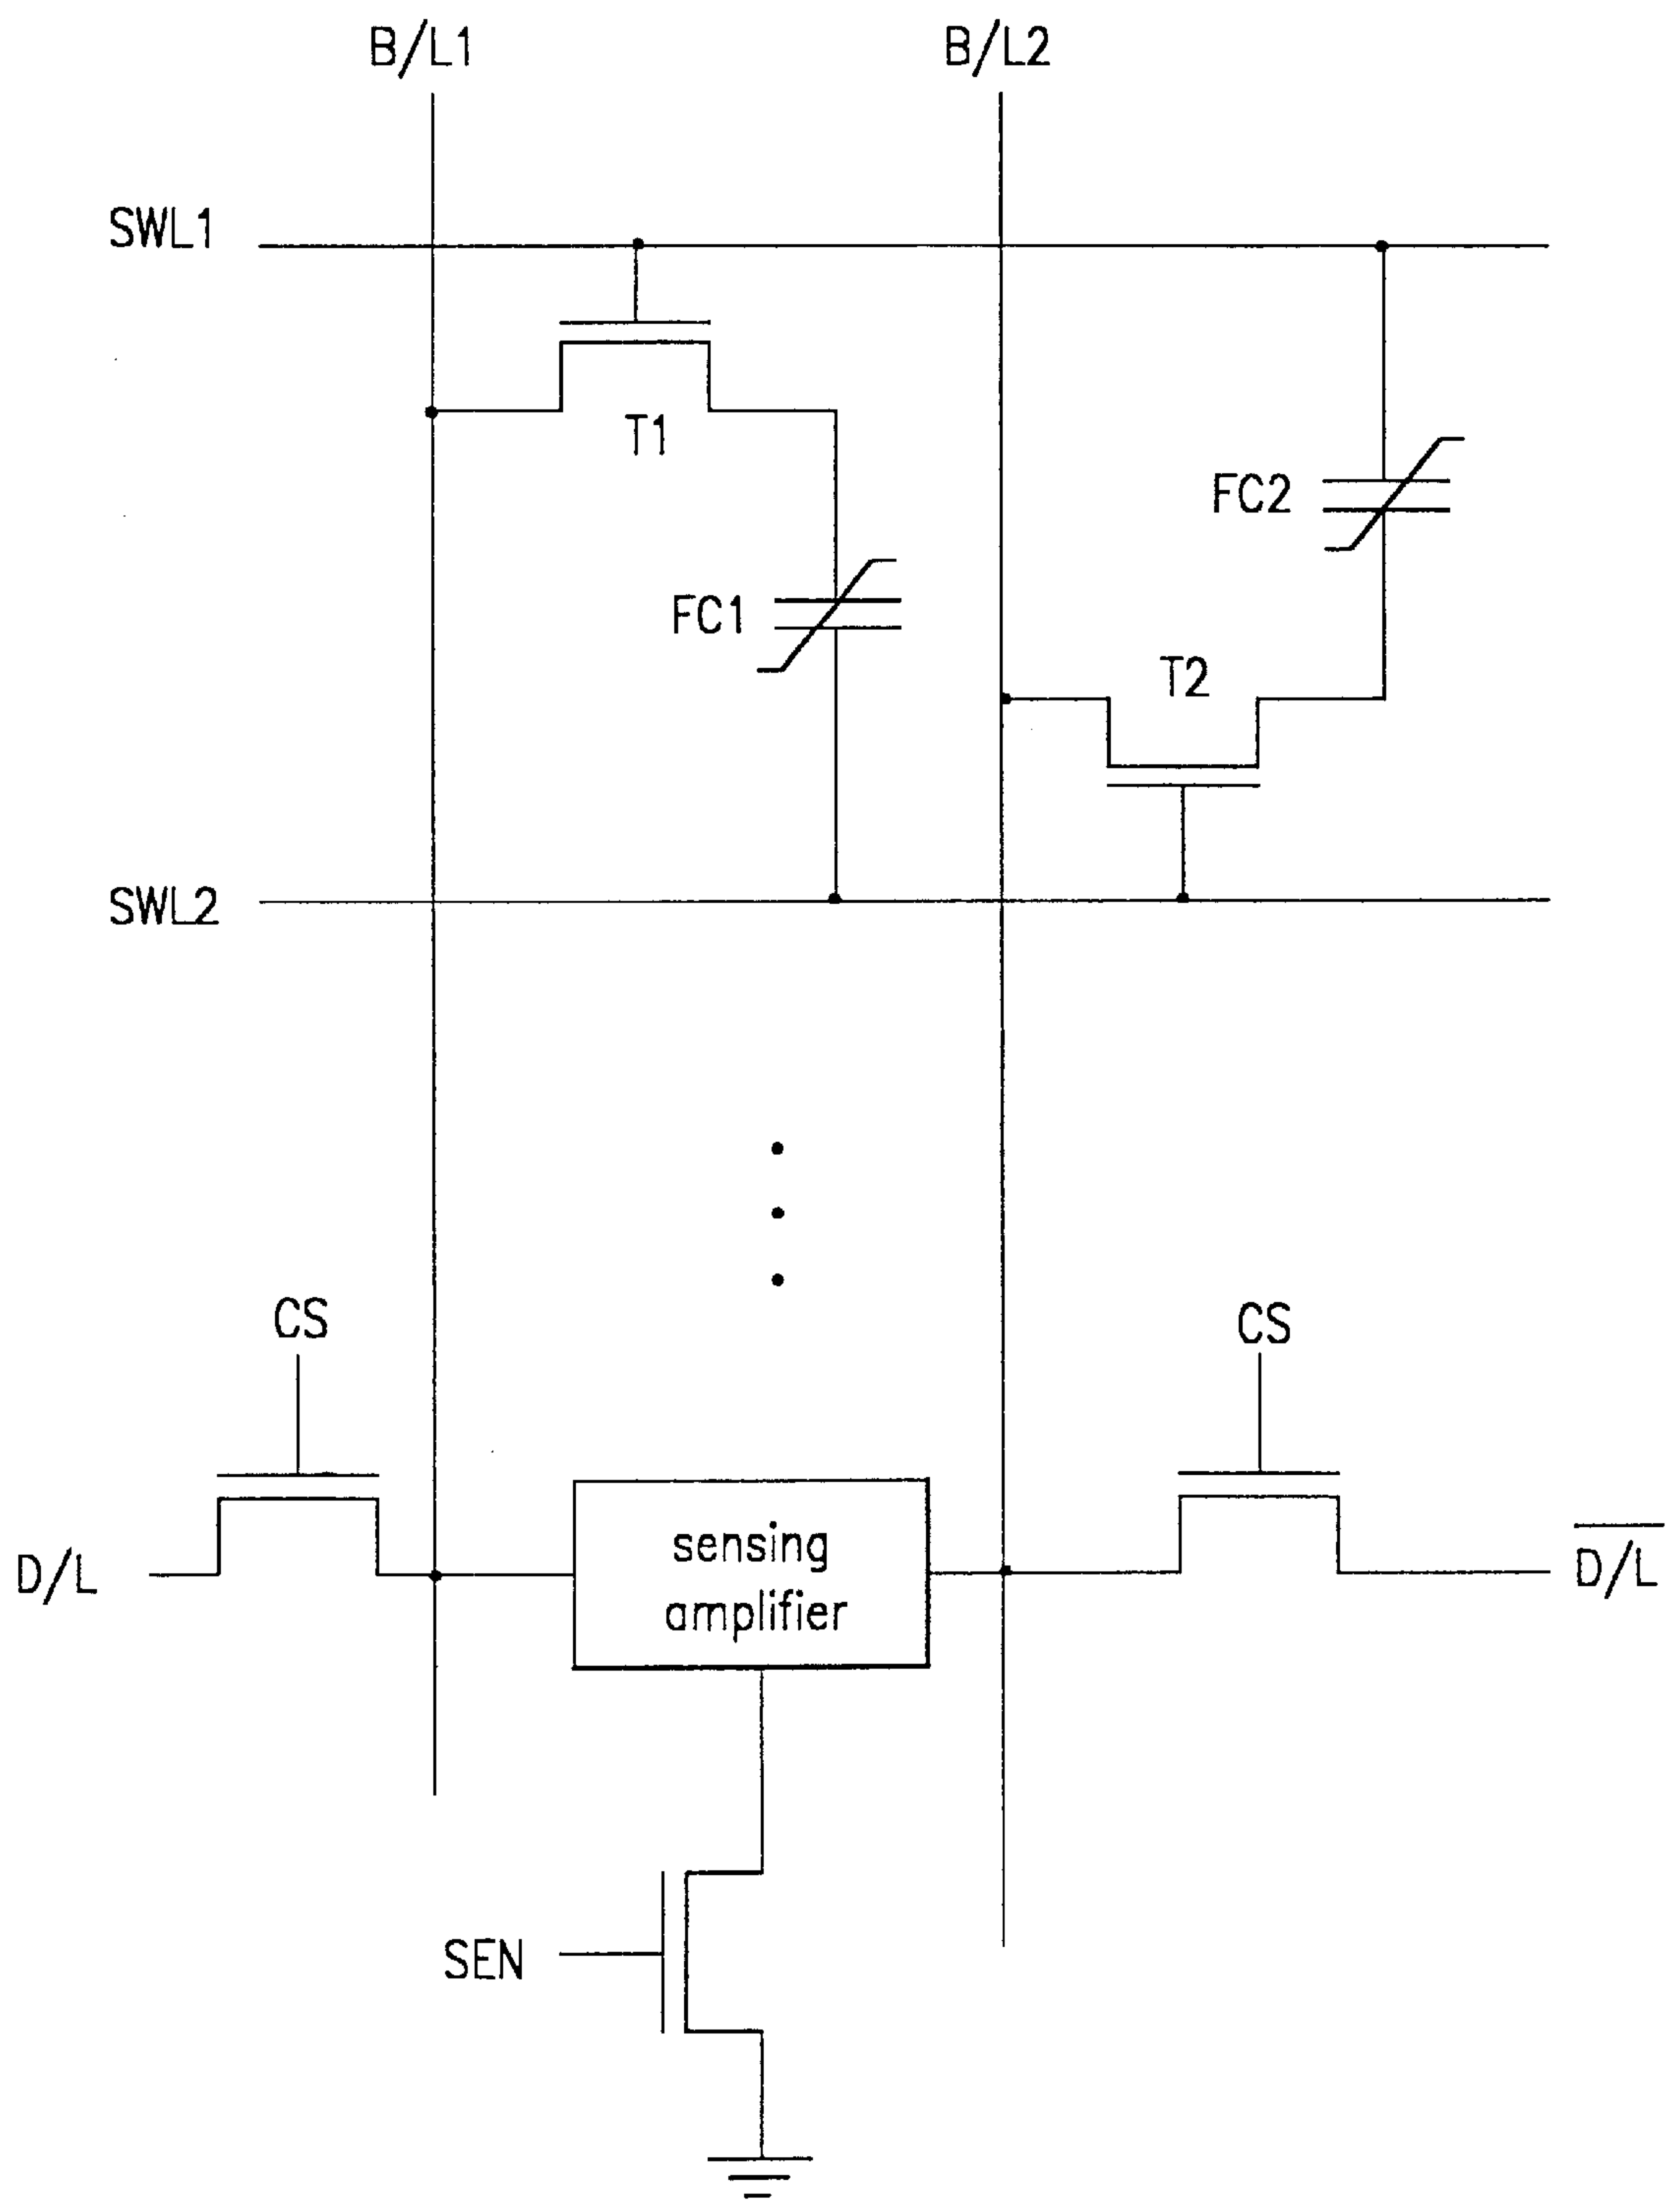 B/L1
B/L2
SWL1
T1
FC2
FC1
T2
SWL2
CS
CS
D/L
sensing
amplifier
D/L
SEN